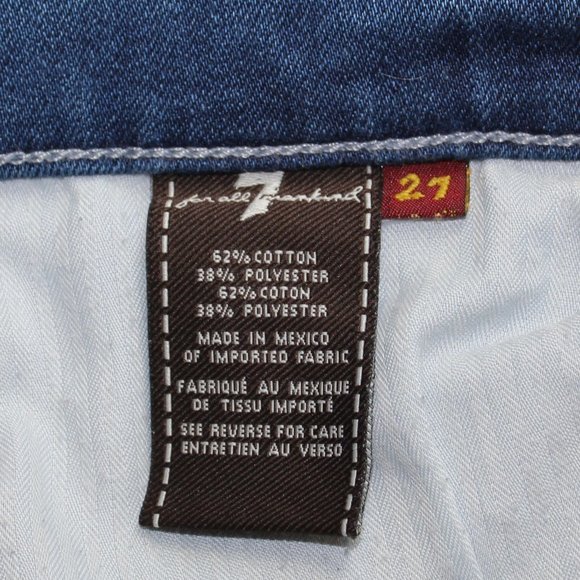 7
for all mankind
27
62% COTTON
38% POLYESTER
62% COTON
38% POLYESTER
MADE IN MEXICO
OF IMPORTED FABRIC
FABRIQUÉ AU MEXIQUE
DE TISSU IMPORTÉ
SEE REVERSE FOR CARE
ENTRETIEN AU VERSO